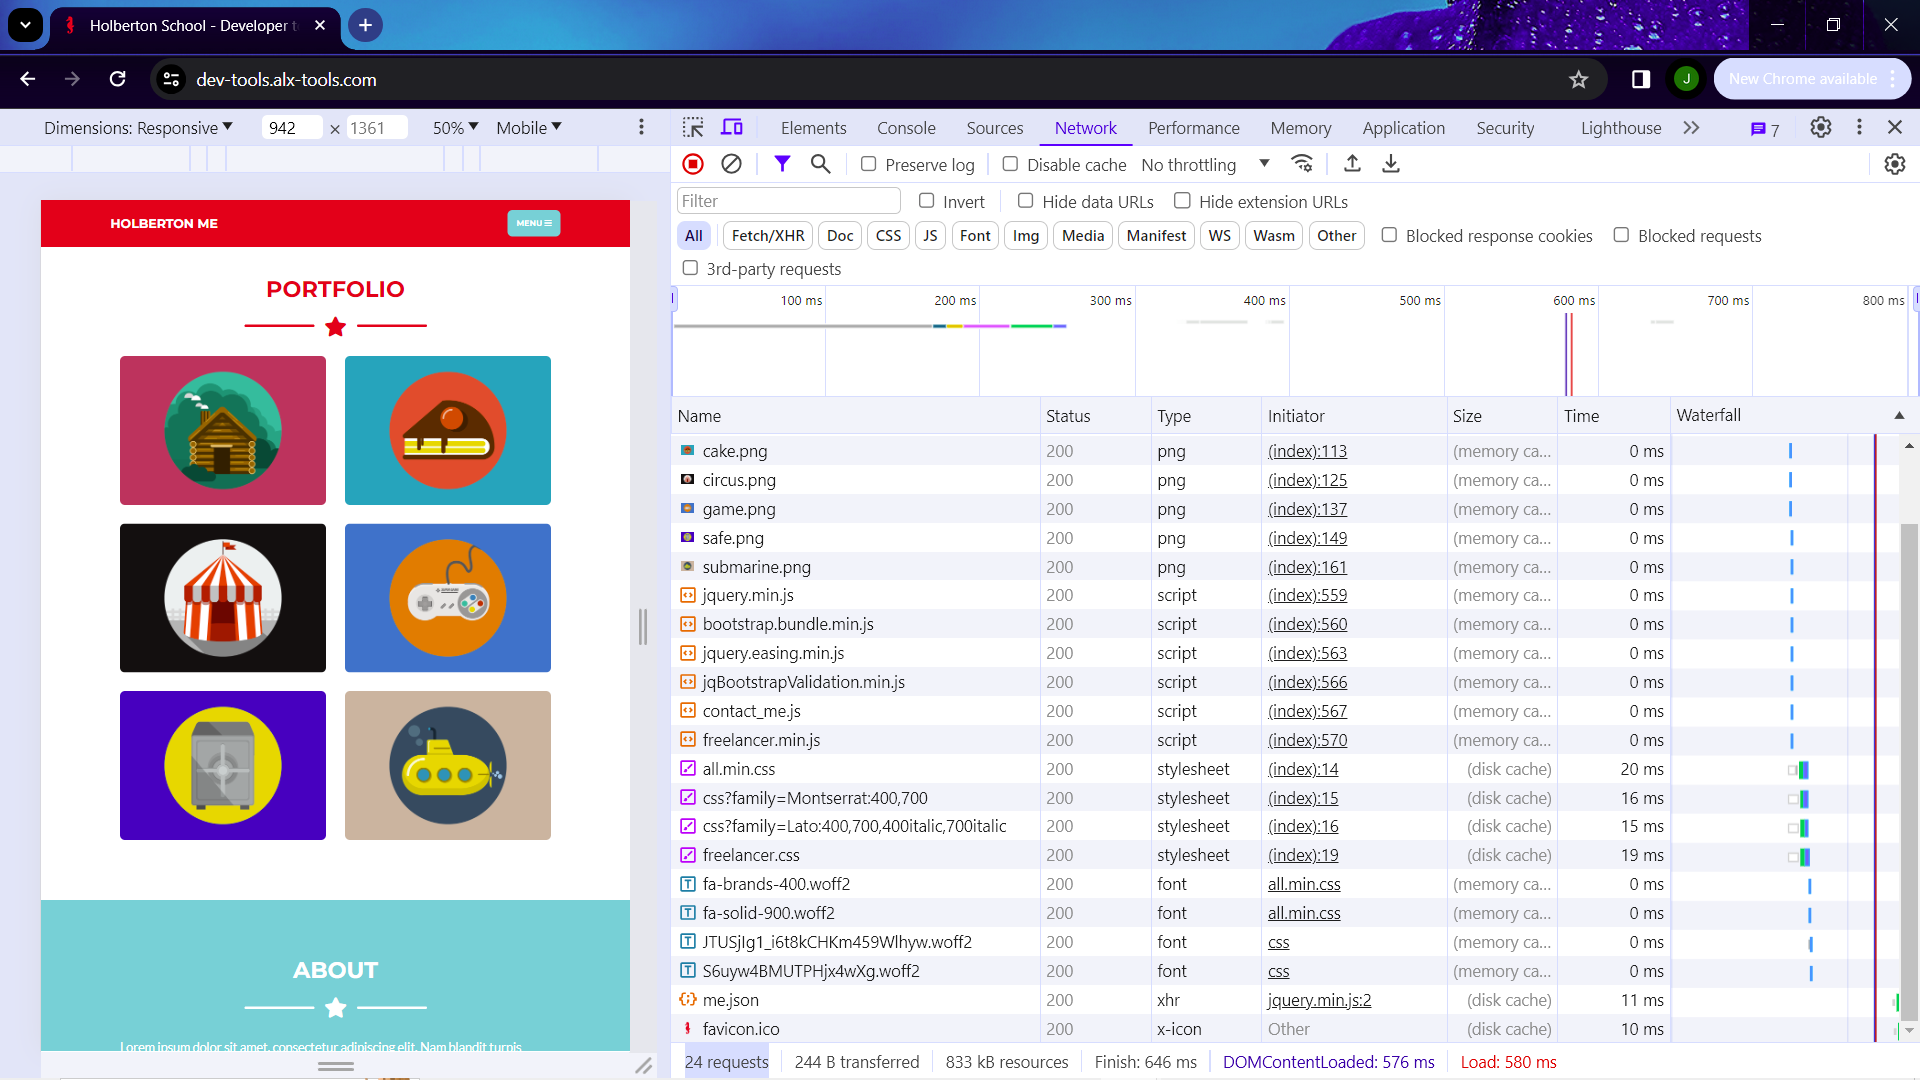 Holberton School - Developer t
dev-tools.alx-tools.com
J
New Chrome available
Dimensions: Responsive 942 × 1361 50% Mobile
Elements Console Sources Network Performance Memory Application Security Lighthouse 7
Preserve log Disable cache No throttling
Filter Invert Hide data URLs Hide extension URLs
All Fetch/XHR Doc CSS JS Font Img Media Manifest WS Wasm Other Blocked response cookies Blocked requests
3rd-party requests
100 ms 200 ms 300 ms 400 ms 500 ms 600 ms 700 ms 800 ms
HOLBERTON ME MENU
PORTFOLIO
ABOUT
Lorem ipsum dolor sit amet, consectetur adipiscing elit. Nam blandit turpis
Name Status Type Initiator Size Time Waterfall
cake.png 200 png (index):113 (memory ca... 0 ms
circus.png 200 png (index):125 (memory ca... 0 ms
game.png 200 png (index):137 (memory ca... 0 ms
safe.png 200 png (index):149 (memory ca... 0 ms
submarine.png 200 png (index):161 (memory ca... 0 ms
jquery.min.js 200 script (index):559 (memory ca... 0 ms
bootstrap.bundle.min.js 200 script (index):560 (memory ca... 0 ms
jquery.easing.min.js 200 script (index):563 (memory ca... 0 ms
jqBootstrapValidation.min.js 200 script (index):566 (memory ca... 0 ms
contact_me.js 200 script (index):567 (memory ca... 0 ms
freelancer.min.js 200 script (index):570 (memory ca... 0 ms
all.min.css 200 stylesheet (index):14 (disk cache) 20 ms
css?family=Montserrat:400,700 200 stylesheet (index):15 (disk cache) 16 ms
css?family=Lato:400,700,400italic,700italic 200 stylesheet (index):16 (disk cache) 15 ms
freelancer.css 200 stylesheet (index):19 (disk cache) 19 ms
fa-brands-400.woff2 200 font all.min.css (memory ca... 0 ms
fa-solid-900.woff2 200 font all.min.css (memory ca... 0 ms
JTUSjIg1_i6t8kCHKm459Wlhyw.woff2 200 font css (memory ca... 0 ms
S6uyw4BMUTPHjx4wXg.woff2 200 font css (memory ca... 0 ms
me.json 200 xhr jquery.min.js:2 (disk cache) 11 ms
favicon.ico 200 x-icon Other (disk cache) 10 ms
24 requests 244 B transferred 833 kB resources Finish: 646 ms DOMContentLoaded: 576 ms Load: 580 ms